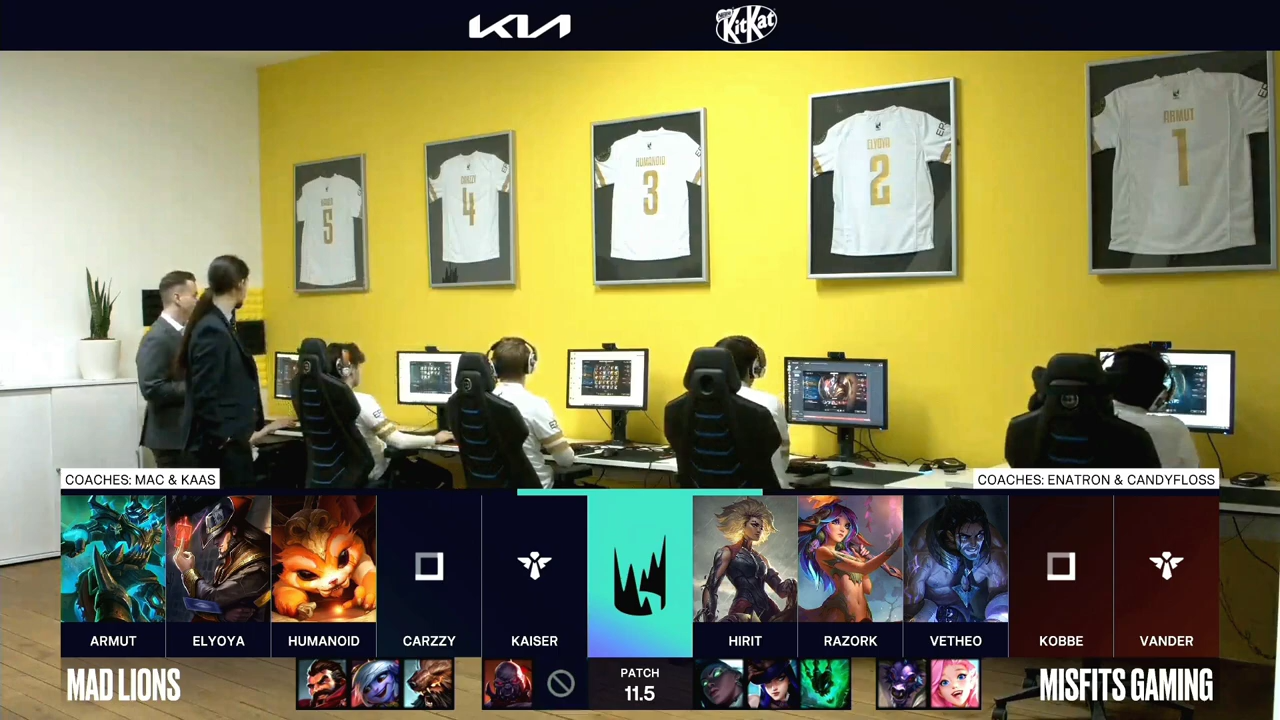 KIA
Nestlé
KitKat
CARZZY
4
HUMANOID
3
ELYOYA
2
ARMUT
1
5
COACHES: MAC & KAAS
COACHES: ENATRON & CANDYFLOSS
ARMUT
ELYOYA
HUMANOID
CARZZY
KAISER
HIRIT
RAZORK
VETHEO
KOBBE
VANDER
MAD LIONS
PATCH
11.5
MISFITS GAMING